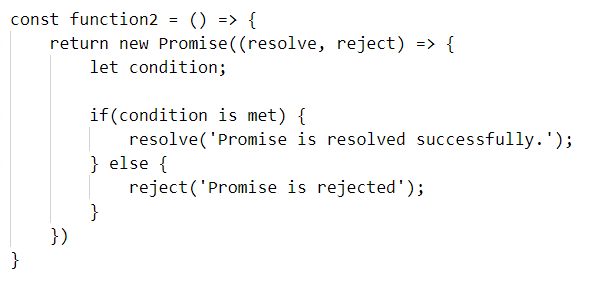 const function2 = () => {
    return new Promise((resolve, reject) => {
        let condition;

        if(condition is met) {
            resolve('Promise is resolved successfully.');
        } else {
            reject('Promise is rejected');
        }
    })
}